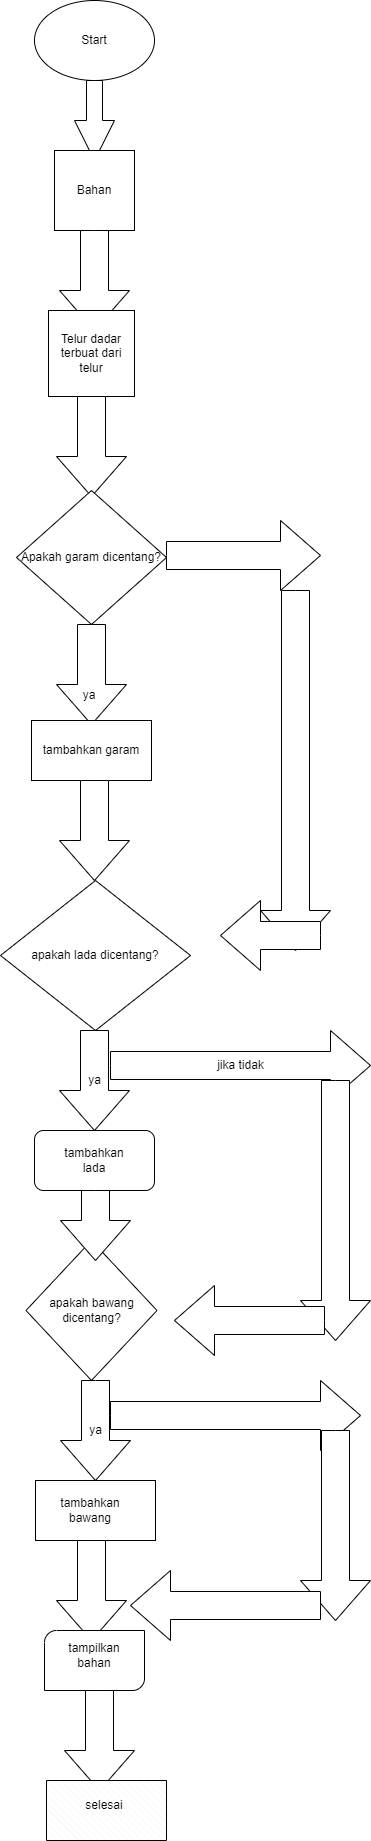 Start
Bahan
Telur dadar
terbuat dari
telur
Apakah garam dicentang?
ya
tambahkan garam
apakah lada dicentang?
jika tidak
ya
tambahkan
lada
apakah bawang
dicentang?
ya
tambahkan
bawang
tampilkan
bahan
selesai